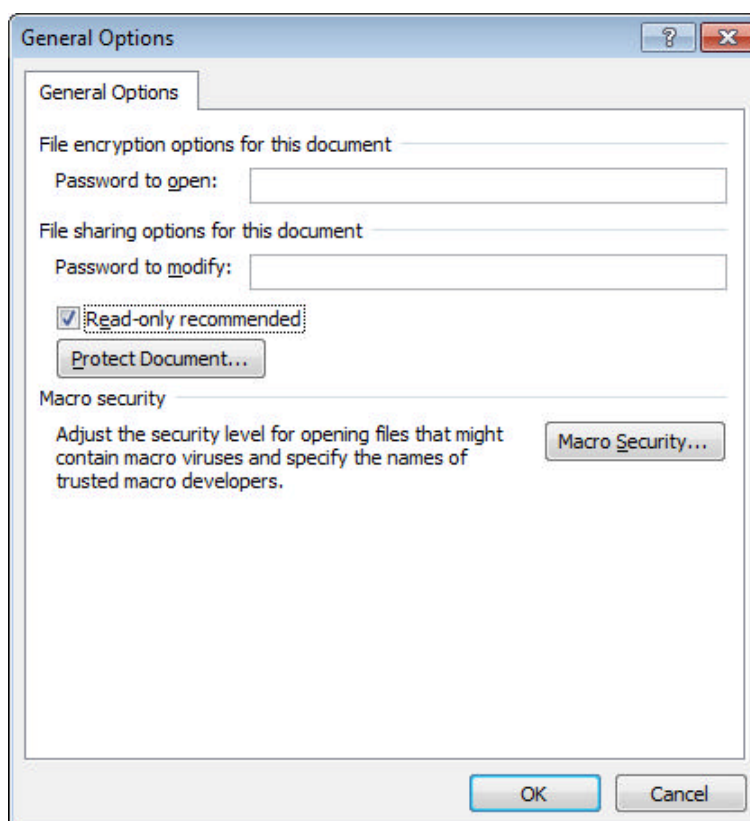 General Options
General Options
File encryption options for this document
Password to open:
File sharing options for this document
Password to modify:
Read-only recommended
Protect Document...
Macro security
Adjust the security level for opening files that might
contain macro viruses and specify the names of
trusted macro developers.
Macro Security...
OK
Cancel